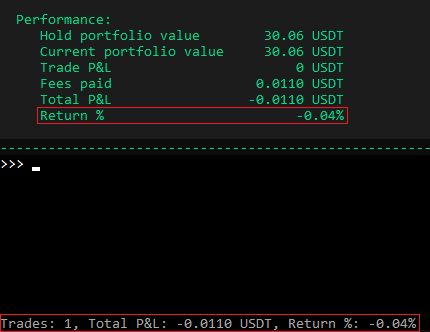 Performance:
Hold portfolio value 30.06 USDT
Current portfolio value 30.06 USDT
Trade P&L 0 USDT
Fees paid 0.0110 USDT
Total P&L -0.0110 USDT
Return % -0.04%
--------------------------------------------------------
>>> _
Trades: 1, Total P&L: -0.0110 USDT, Return %: -0.04%